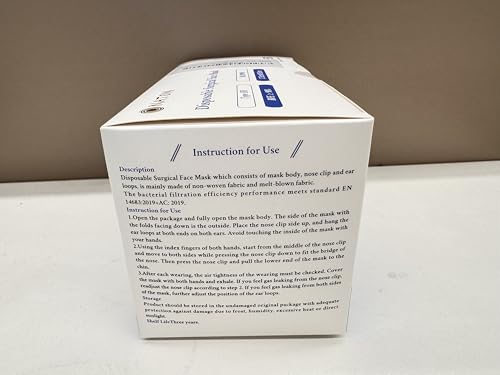 NATON
Disposable Surgical Face Mask
Type IIR
BFE ≥ 98%
Instruction for Use
Description
Disposable Surgical Face Mask which consists of mask body, nose clip and ear
loops, is mainly made of non-woven fabric and melt-blown fabric.
The bacterial filtration efficiency performance meets standard EN
14683:2019+AC: 2019.
Instruction for Use
1.Open the package and fully open the mask body. The side of the mask with
the folds facing down is the outside. Place the nose clip side up, and hang the
ear loops at both ends on both ears. Avoid touching the inside of the mask with
your hands.
2.Using the index fingers of both hands, start from the middle of the nose clip
and move to both sides while pressing the nose clip down to fit the bridge of
the nose. Then press the nose clip and pull the lower end of the mask to the
chin.
3.After each wearing, the air tightness of the wearing must be checked. Cover
the mask with both hands and exhale. If you feel gas leaking from the nose clip,
readjust the nose clip according to step 2. If you feel gas leaking from both sides
of the mask, further adjust the position of the ear loops.
Storage
Product should be stored in the undamaged original package with adequate
protection against damage due to frost, humidity, excessive heat or direct
sunlight.
Shelf Life:Three years.